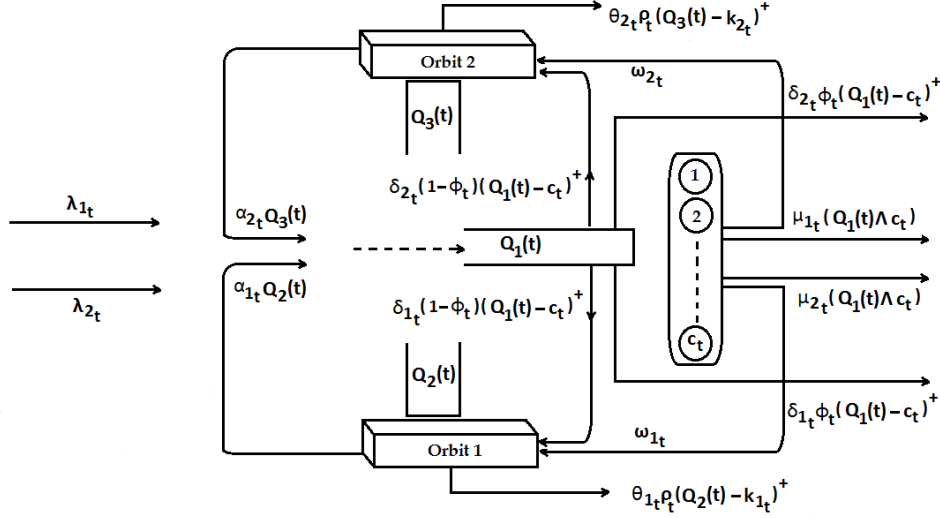 θ₂ₜρₜ(Q₃(t)−k₂ₜ)⁺
Orbit 2
ω₂ₜ
Q₃(t)
δ₂ₜϕₜ(Q₁(t)−cₜ)⁺
δ₂ₜ(1−ϕₜ)(Q₁(t)−cₜ)⁺
1
λ₁ₜ
α₂ₜQ₃(t)
2
μ₁ₜ(Q₁(t)Λcₜ)
Q₁(t)
α₁ₜQ₂(t)
λ₂ₜ
μ₂ₜ(Q₁(t)Λcₜ)
δ₁ₜ(1−ϕₜ)(Q₁(t)−cₜ)⁺
cₜ
Q₂(t)
δ₁ₜϕₜ(Q₁(t)−cₜ)⁺
Orbit 1
ω₁ₜ
θ₁ₜρₜ(Q₂(t)−k₁ₜ)⁺